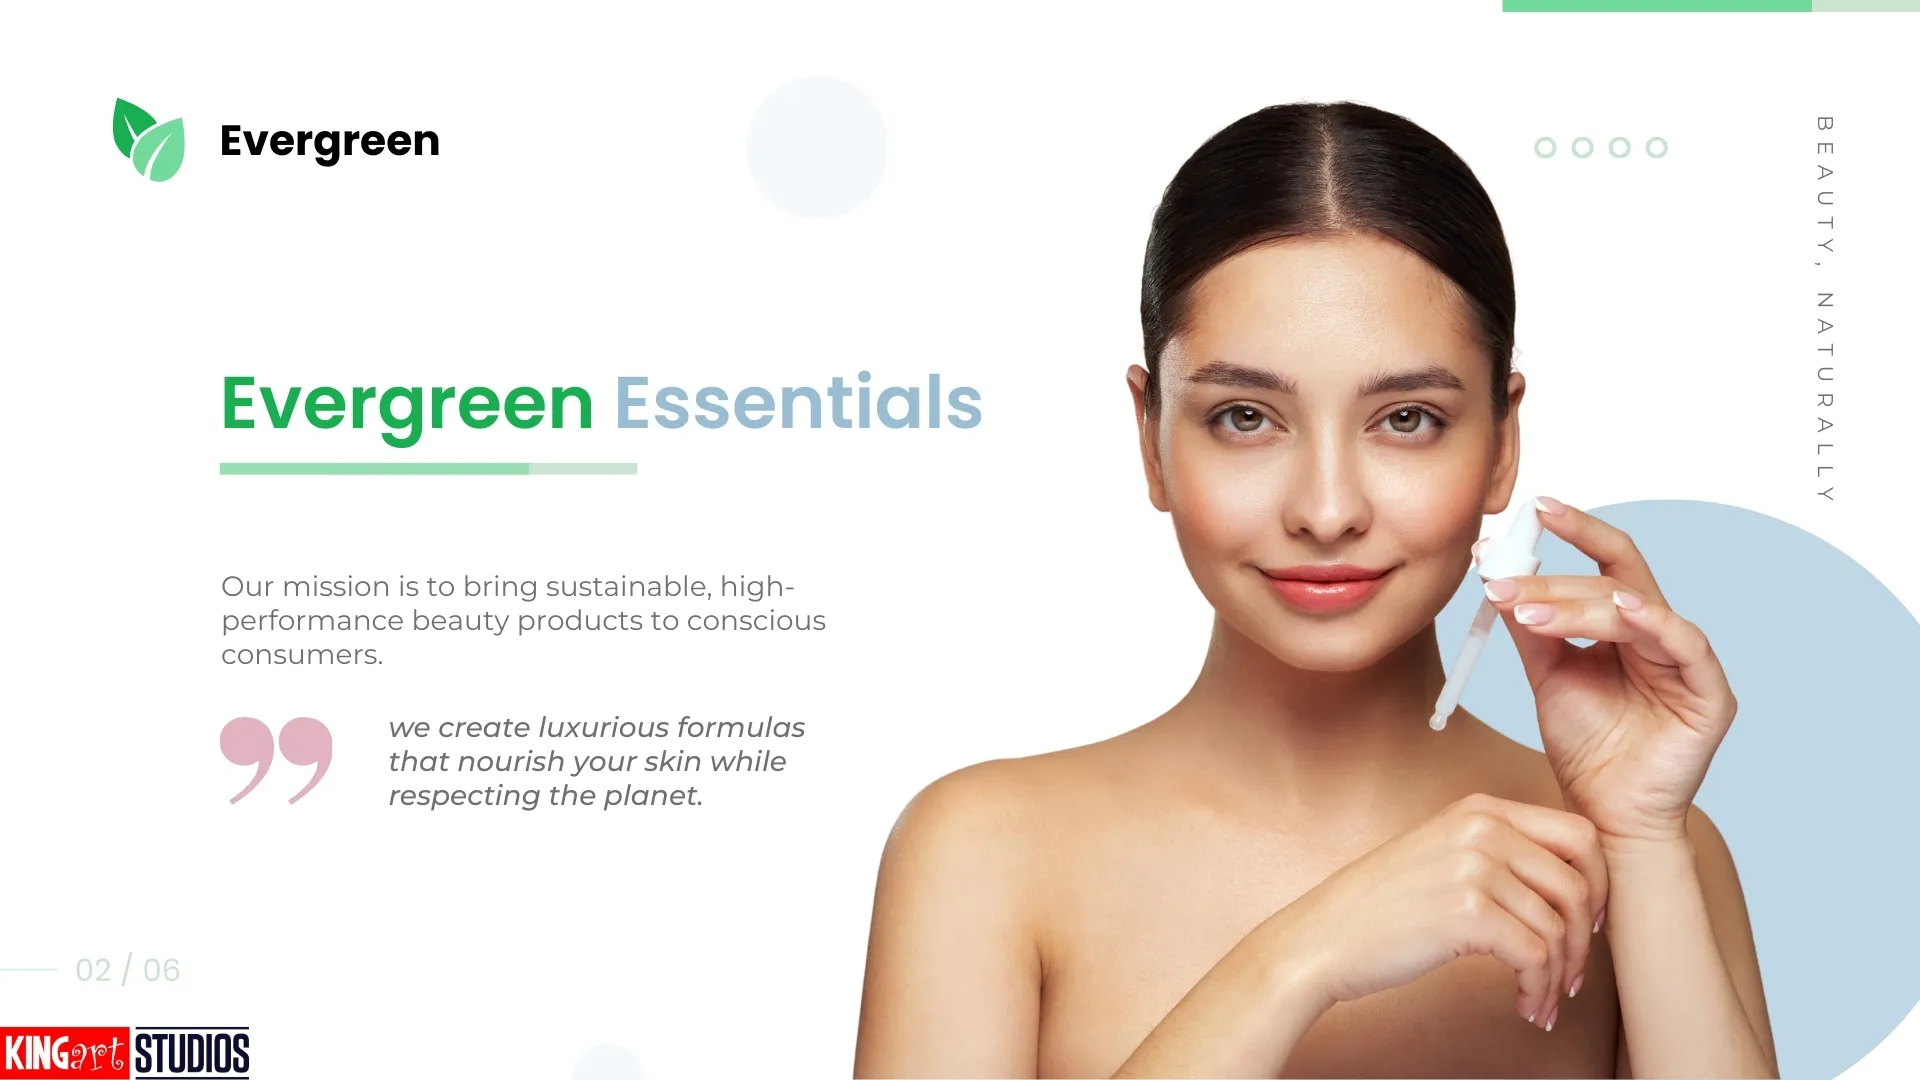 Evergreen
BEAUTY, NATURALLY
Evergreen Essentials
Our mission is to bring sustainable, high-
performance beauty products to conscious
consumers.
we create luxurious formulas
that nourish your skin while
respecting the planet.
02 / 06
KINGart STUDIOS